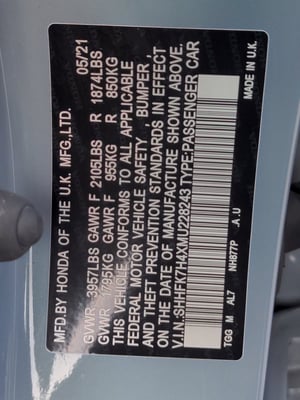 MFD.BY HONDA OF THE U.K. MFG.,LTD. 05/21
GVWR 3957LBS GAWR F 2105LBS R 1874LBS
GVWR 1795KG GAWR F 955KG R 850KG
THIS VEHICLE CONFORMS TO ALL APPLICABLE
FEDERAL MOTOR VEHICLE SAFETY , BUMPER ,
AND THEFT PREVENTION STANDARDS IN EFFECT
ON THE DATE OF MANUFACTURE SHOWN ABOVE.
V.I.N.:SHHFK7H4XMU228243 TYPE:PASSENGER CAR
TGG M AL7 NH877P .A.U
MADE IN U.K.